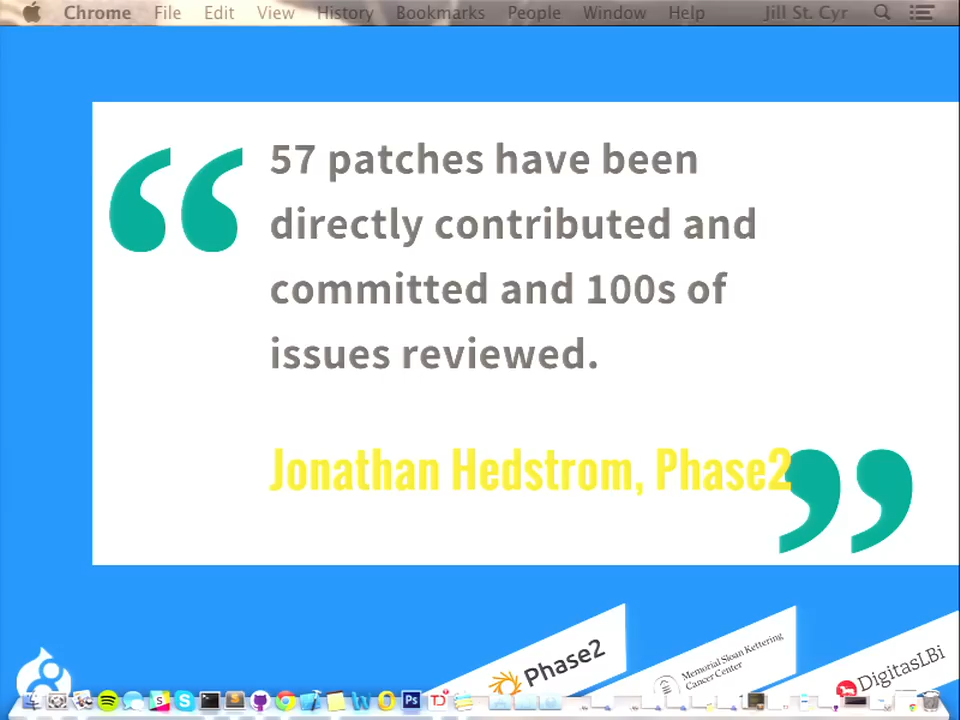 Chrome File Edit View History Bookmarks People Window Help Jill St. Cyr
“ 57 patches have been
directly contributed and
committed and 100s of
issues reviewed.
Jonathan Hedstrom, Phase2 ”
Phase2
Memorial Sloan Kettering
Cancer Center
DigitasLBi